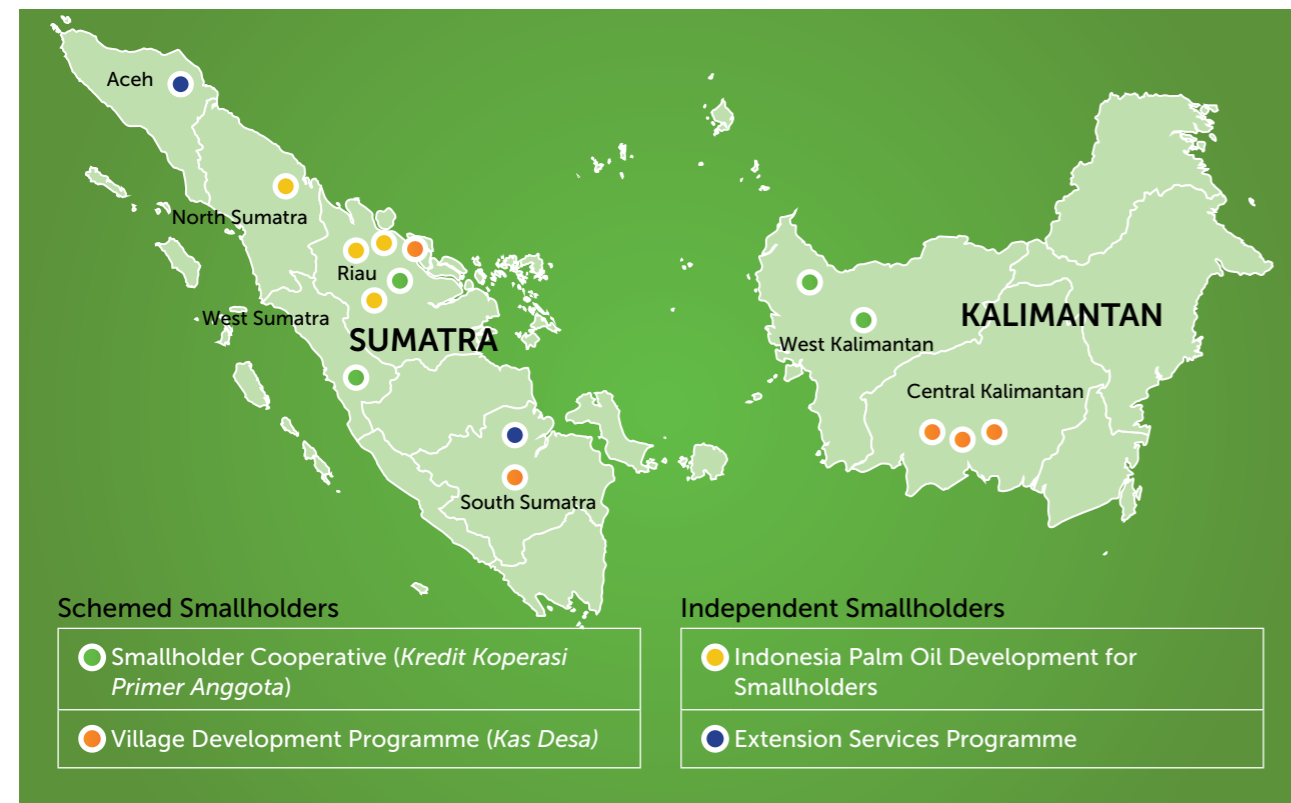 Aceh
North Sumatra
Riau
West Sumatra
SUMATRA
KALIMANTAN
West Kalimantan
Central Kalimantan
South Sumatra
Schemed Smallholders
Smallholder Cooperative (Kredit Koperasi
Primer Anggota)
Village Development Programme (Kas Desa)
Independent Smallholders
Indonesia Palm Oil Development for
Smallholders
Extension Services Programme